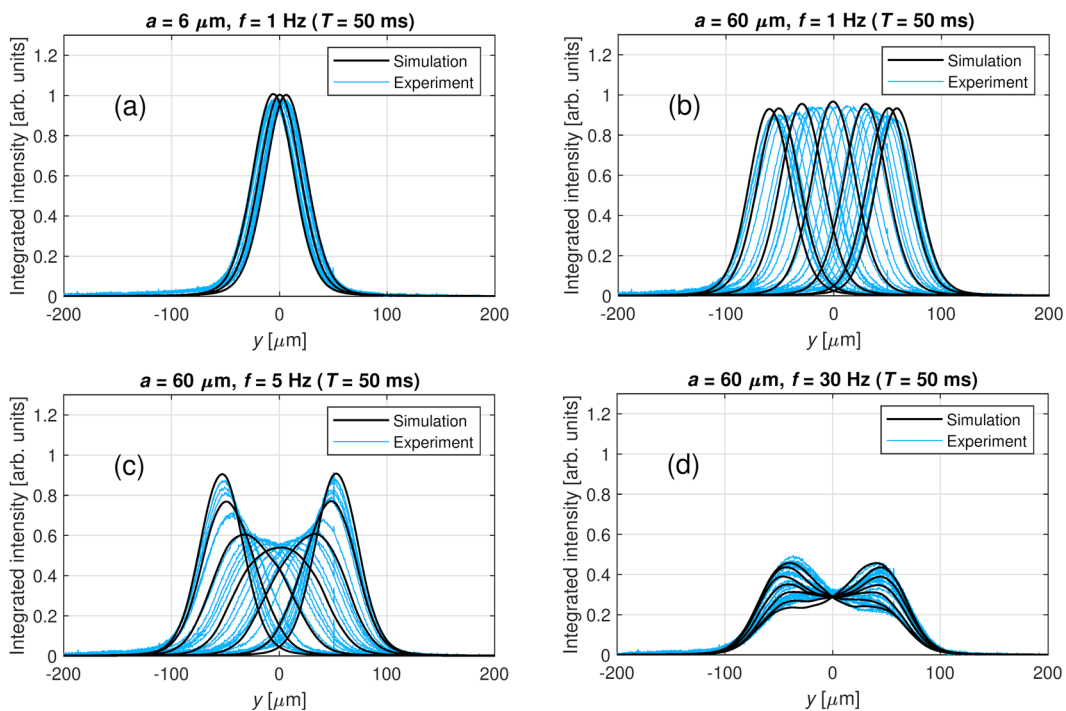 a = 6 μm, f = 1 Hz (T = 50 ms)
Integrated intensity [arb. units]
1.2
1
0.8
0.6
0.4
0.2
0
(a)
Simulation
Experiment
-200 -100 0 100 200
y [μm]
a = 60 μm, f = 1 Hz (T = 50 ms)
Integrated intensity [arb. units]
1.2
1
0.8
0.6
0.4
0.2
0
(b)
Simulation
Experiment
-200 -100 0 100 200
y [μm]
a = 60 μm, f = 5 Hz (T = 50 ms)
Integrated intensity [arb. units]
1.2
1
0.8
0.6
0.4
0.2
0
(c)
Simulation
Experiment
-200 -100 0 100 200
y [μm]
a = 60 μm, f = 30 Hz (T = 50 ms)
Integrated intensity [arb. units]
1.2
1
0.8
0.6
0.4
0.2
0
(d)
Simulation
Experiment
-200 -100 0 100 200
y [μm]